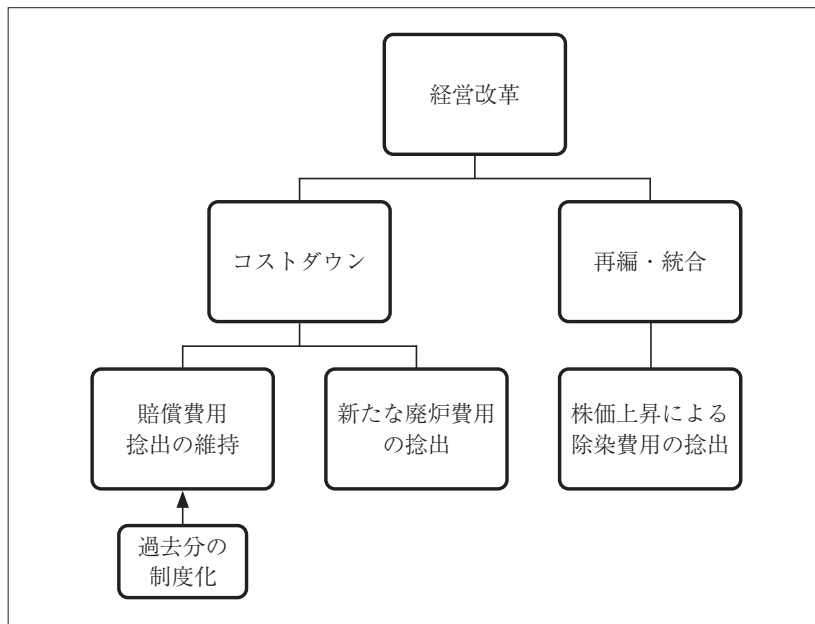 経営改革
コストダウン
再編・統合
賠償費用
捻出の維持
新たな廃炉費用
の捻出
株価上昇による
除染費用の捻出
過去分の
制度化